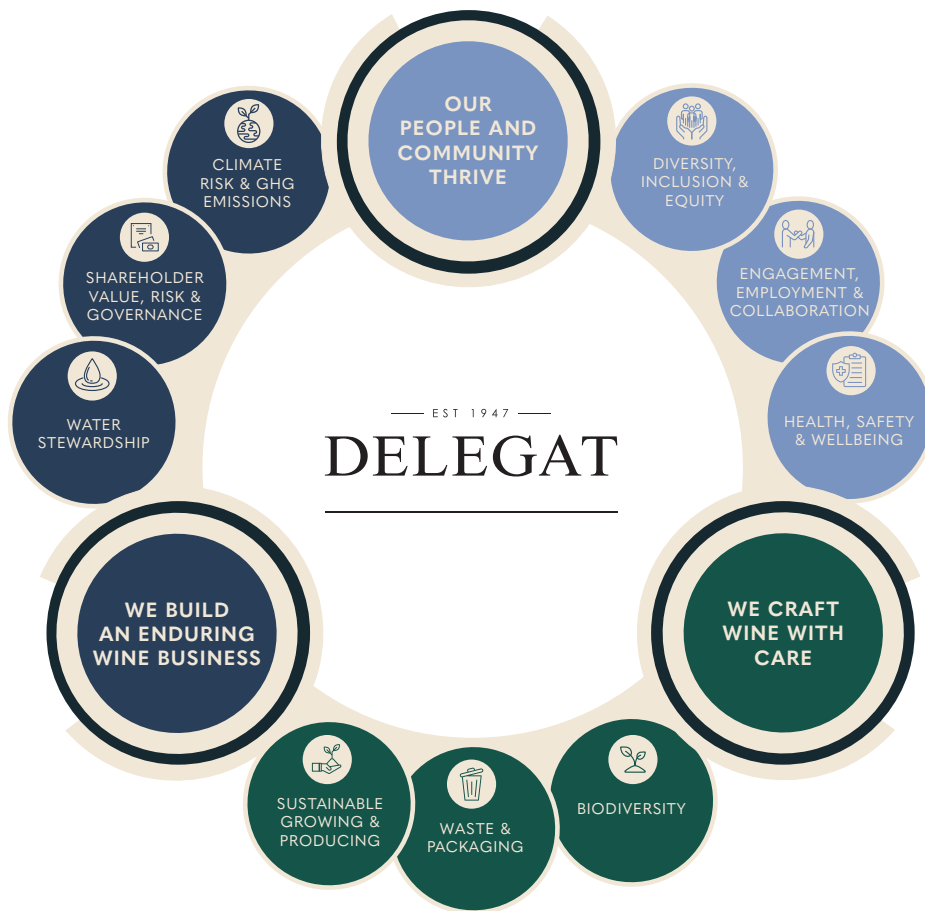 OUR
PEOPLE AND
COMMUNITY
THRIVE
DIVERSITY,
INCLUSION &
EQUITY
ENGAGEMENT,
EMPLOYMENT &
COLLABORATION
HEALTH, SAFETY
& WELLBEING
WE CRAFT
WINE WITH
CARE
BIODIVERSITY
WASTE &
PACKAGING
SUSTAINABLE
GROWING &
PRODUCING
WE BUILD
AN ENDURING
WINE BUSINESS
WATER
STEWARDSHIP
SHAREHOLDER
VALUE, RISK &
GOVERNANCE
CLIMATE
RISK & GHG
EMISSIONS
EST 1947
DELEGAT